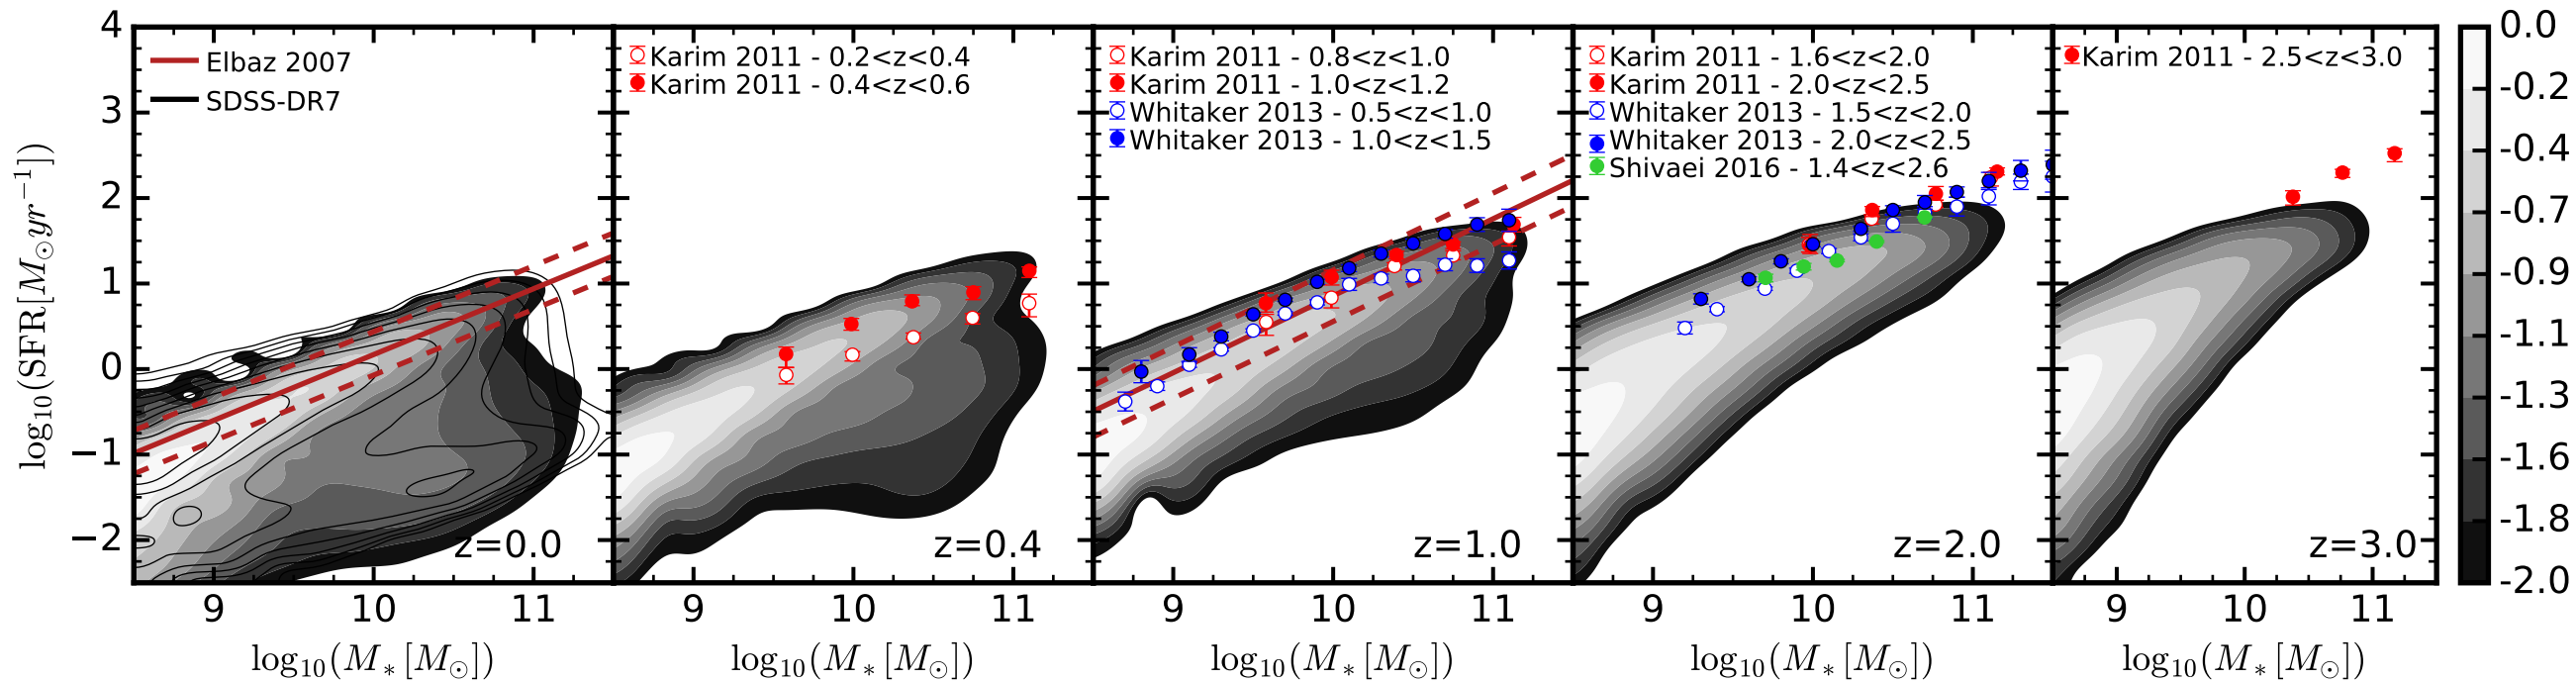 4
3
2
1
0
−1
−2
log₁₀(SFR[M⊙yr⁻¹])
Elbaz 2007
SDSS-DR7
z=0.0
9 10 11
log₁₀(M*[M⊙])
Karim 2011 - 0.2<z<0.4
Karim 2011 - 0.4<z<0.6
z=0.4
9 10 11
log₁₀(M*[M⊙])
Karim 2011 - 0.8<z<1.0
Karim 2011 - 1.0<z<1.2
Whitaker 2013 - 0.5<z<1.0
Whitaker 2013 - 1.0<z<1.5
z=1.0
9 10 11
log₁₀(M*[M⊙])
Karim 2011 - 1.6<z<2.0
Karim 2011 - 2.0<z<2.5
Whitaker 2013 - 1.5<z<2.0
Whitaker 2013 - 2.0<z<2.5
Shivaei 2016 - 1.4<z<2.6
z=2.0
9 10 11
log₁₀(M*[M⊙])
Karim 2011 - 2.5<z<3.0
z=3.0
9 10 11
log₁₀(M*[M⊙])
0.0
-0.2
-0.4
-0.7
-0.9
-1.1
-1.3
-1.6
-1.8
-2.0